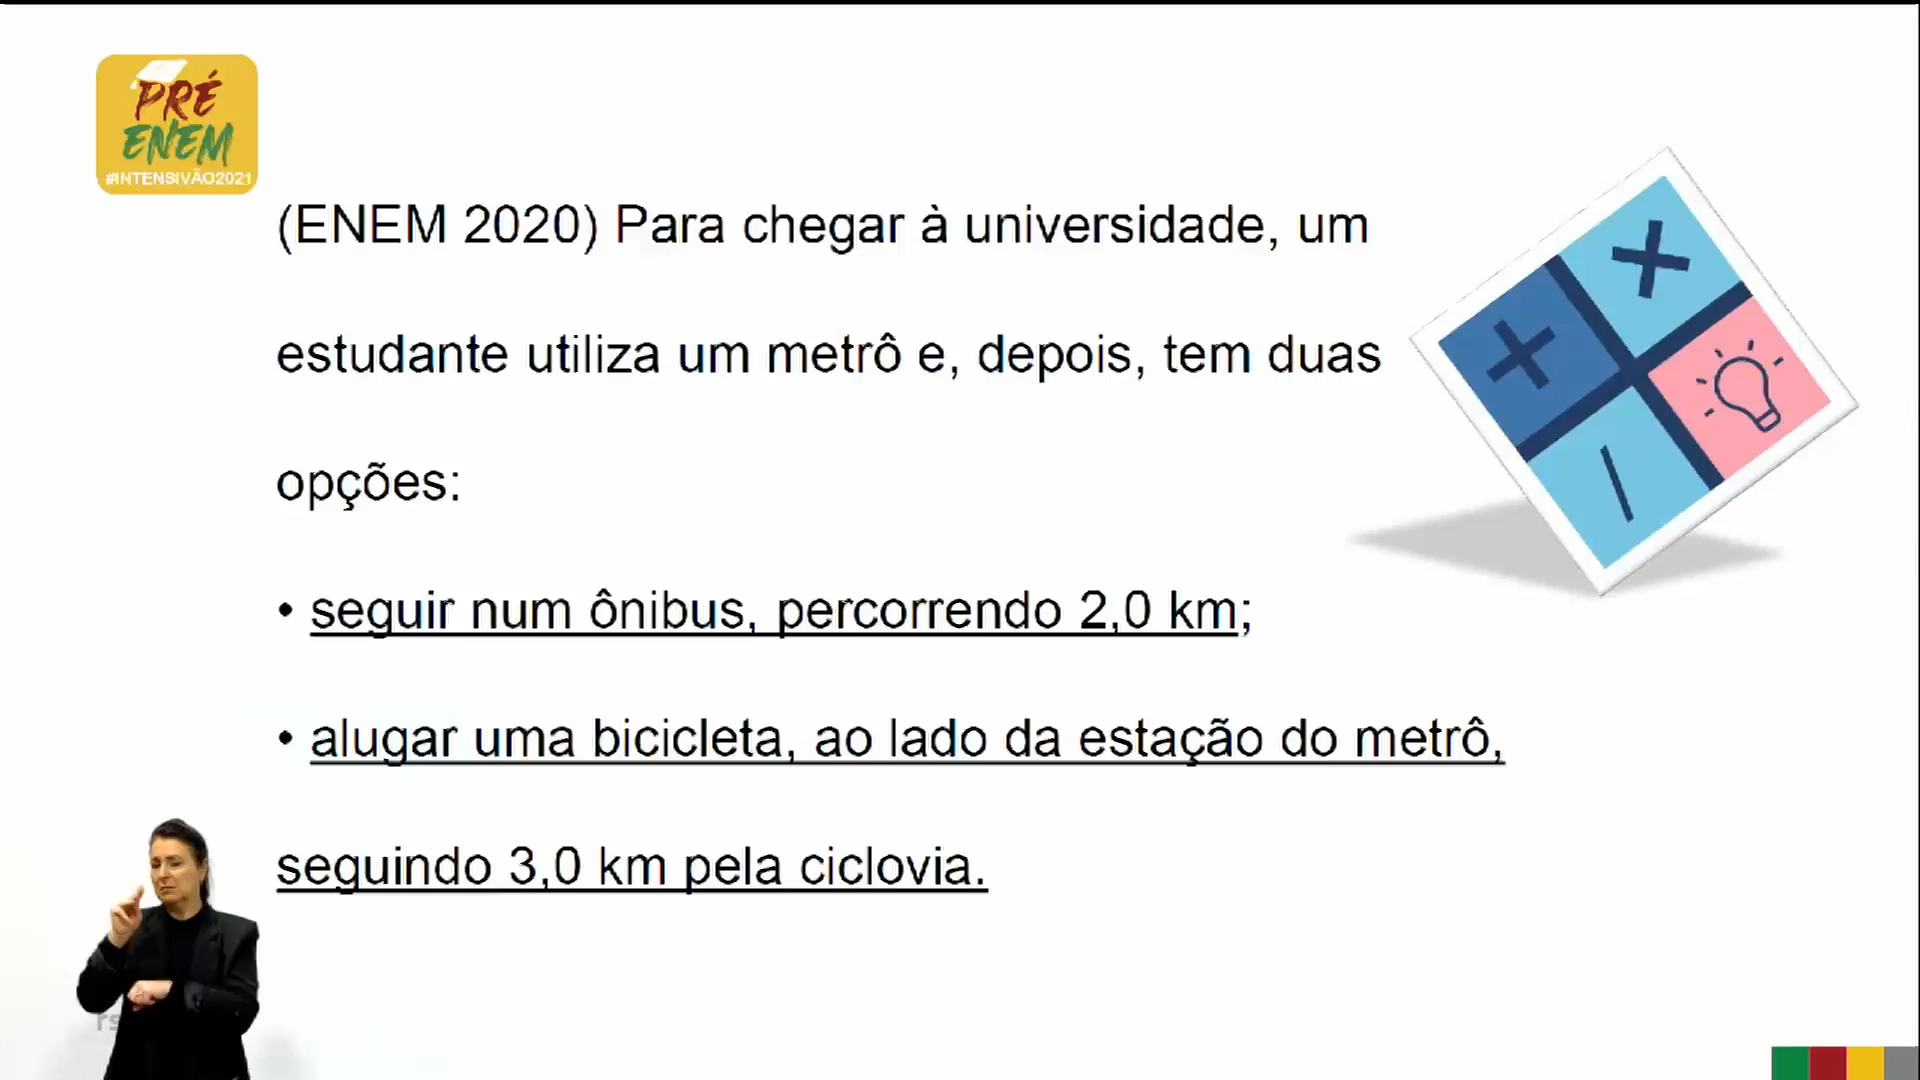 PRÉ
ENEM
#INTENSIVÃO2021
(ENEM 2020) Para chegar à universidade, um
estudante utiliza um metrô e, depois, tem duas
opções:
• seguir num ônibus, percorrendo 2,0 km;
• alugar uma bicicleta, ao lado da estação do metrô,
seguindo 3,0 km pela ciclovia.